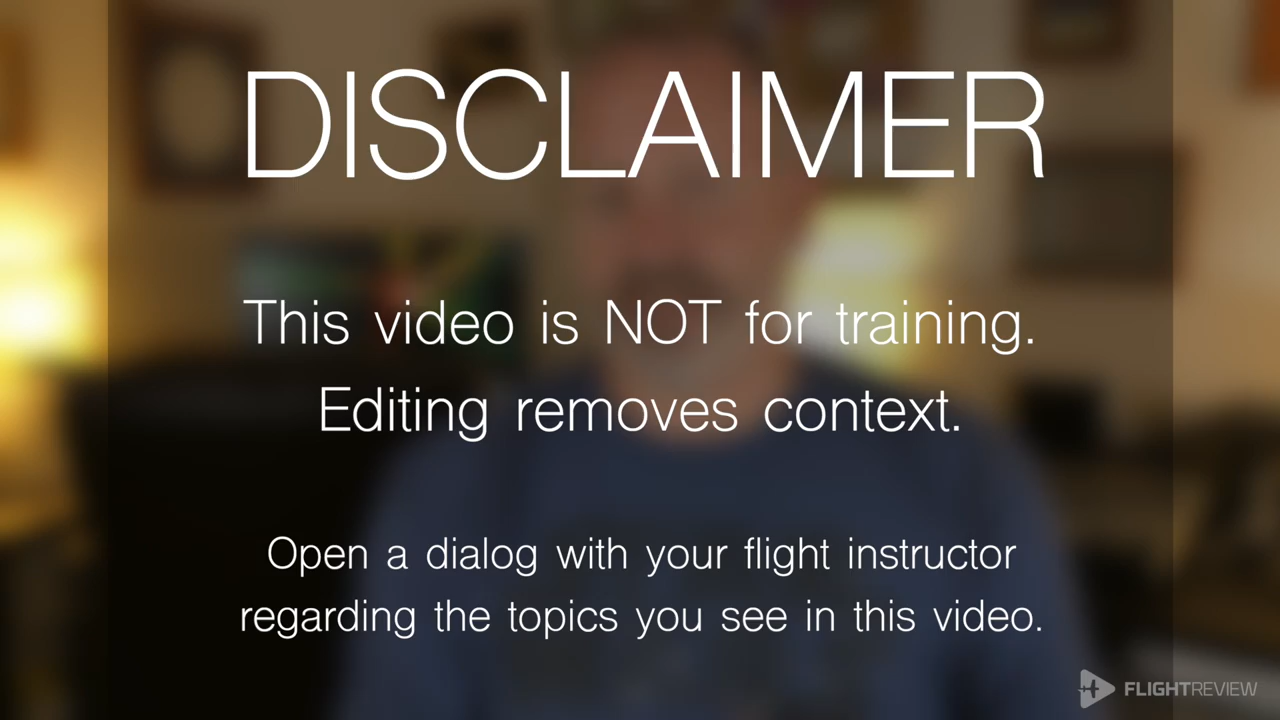 DISCLAIMER
This video is NOT for training.
Editing removes context.
Open a dialog with your flight instructor
regarding the topics you see in this video.
FLIGHTREVIEW